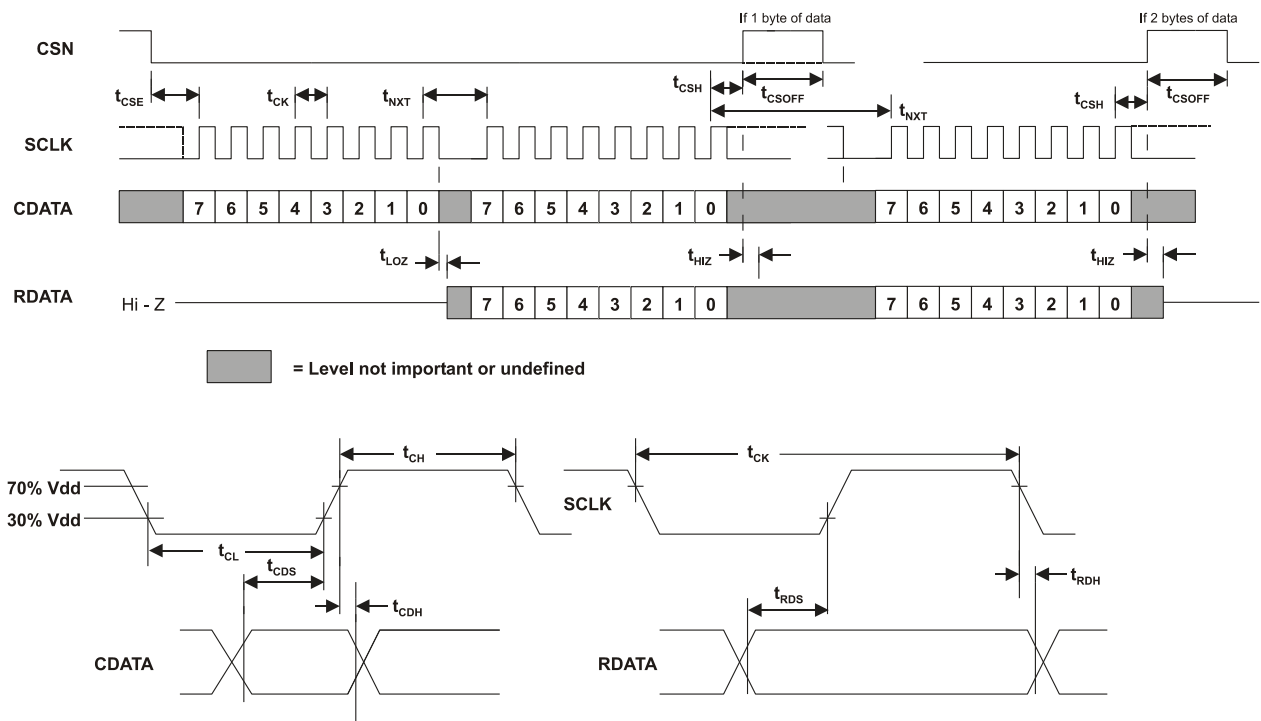 If 1 byte of data If 2 bytes of data
CSN
tCSE tCK tNXT tCSH tCSOFF tNXT tCSH tCSOFF
SCLK
CDATA 7 6 5 4 3 2 1 0 7 6 5 4 3 2 1 0 7 6 5 4 3 2 1 0
tLOZ tHIZ tHIZ
RDATA Hi - Z 7 6 5 4 3 2 1 0 7 6 5 4 3 2 1 0
= Level not important or undefined
tCH tCK
70% Vdd
SCLK
30% Vdd
tCL
tCDS
tRDH
tRDS
tCDH
CDATA RDATA